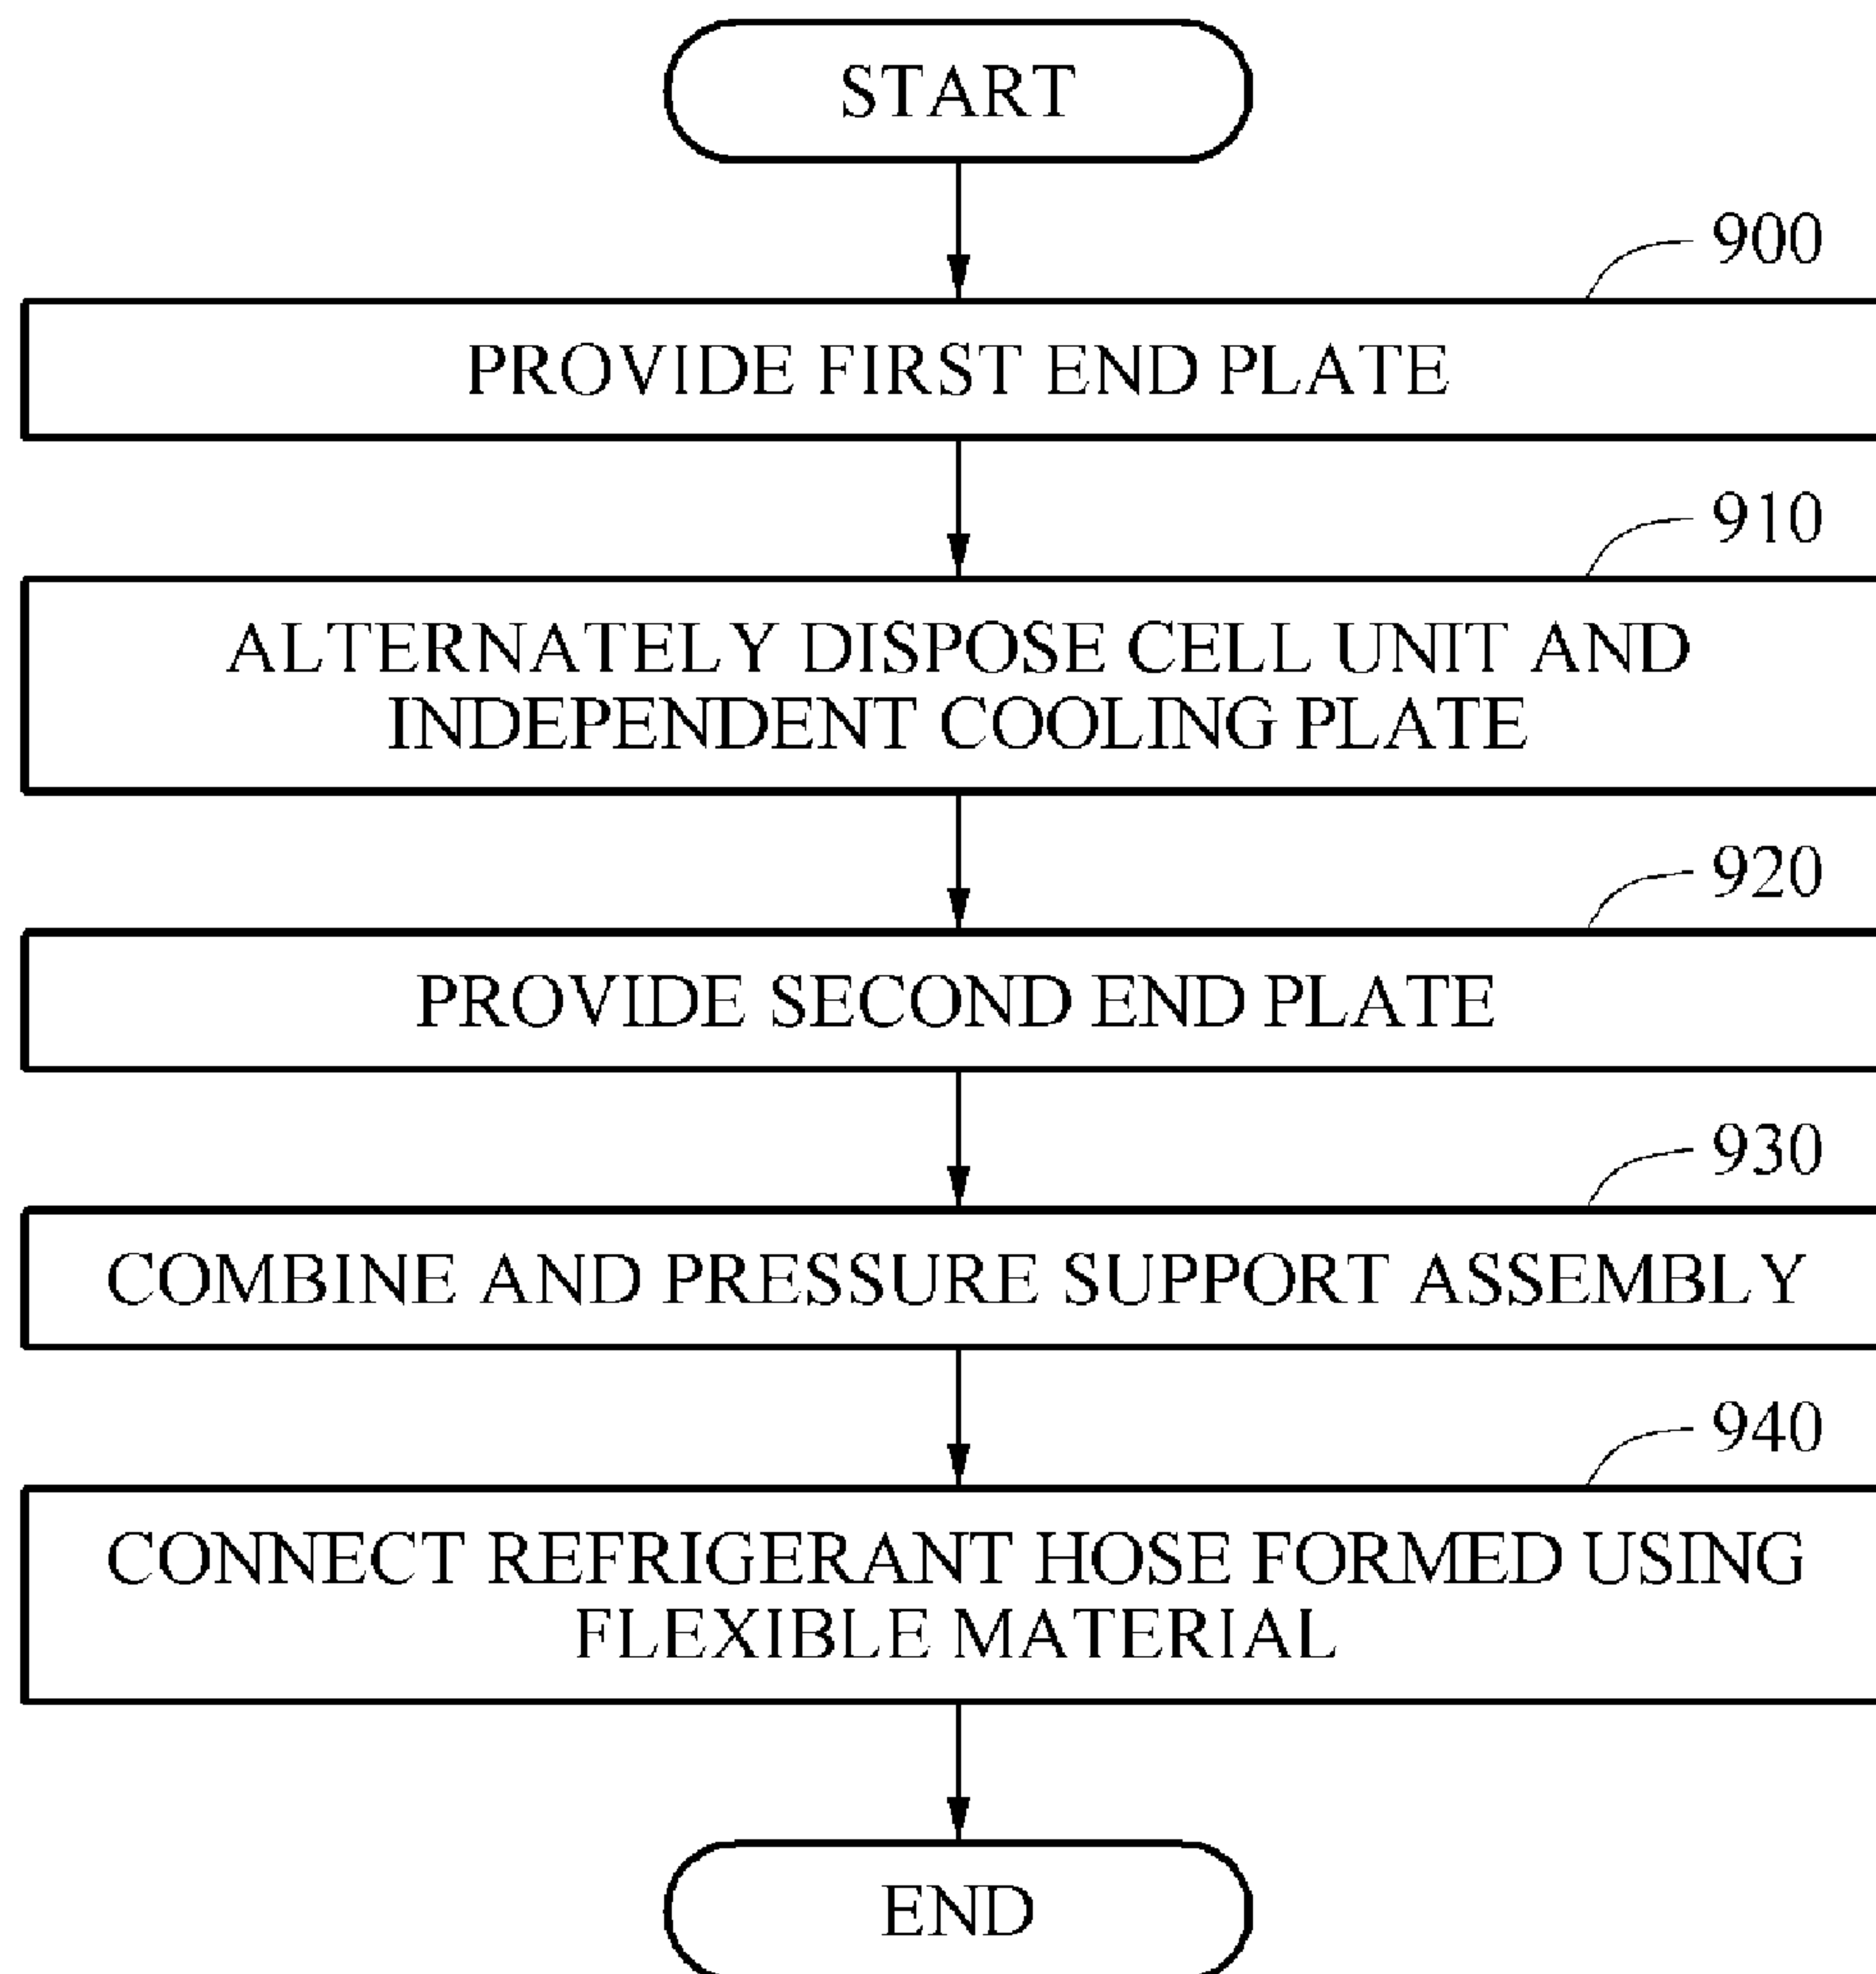 START
900
PROVIDE FIRST END PLATE
910
ALTERNATELY DISPOSE CELL UNIT AND
INDEPENDENT COOLING PLATE
920
PROVIDE SECOND END PLATE
930
COMBINE AND PRESSURE SUPPORT ASSEMBLY
940
CONNECT REFRIGERANT HOSE FORMED USING
FLEXIBLE MATERIAL
END